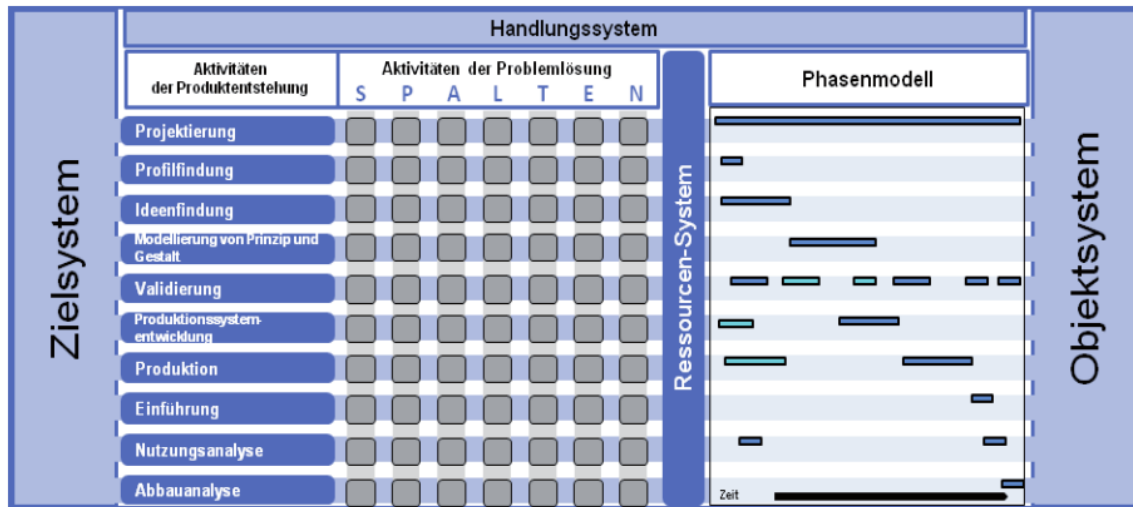 Handlungssystem
Zielsystem
Aktivitäten
der Produktentstehung
Aktivitäten der Problemlösung
S P A L T E N
Ressourcen-System
Phasenmodell
Objektsystem
Projektierung
Profilfindung
Ideenfindung
Modellierung von Prinzip und
Gestalt
Validierung
Produktionssystem-
entwicklung
Produktion
Einführung
Nutzungsanalyse
Abbauanalyse
Zeit